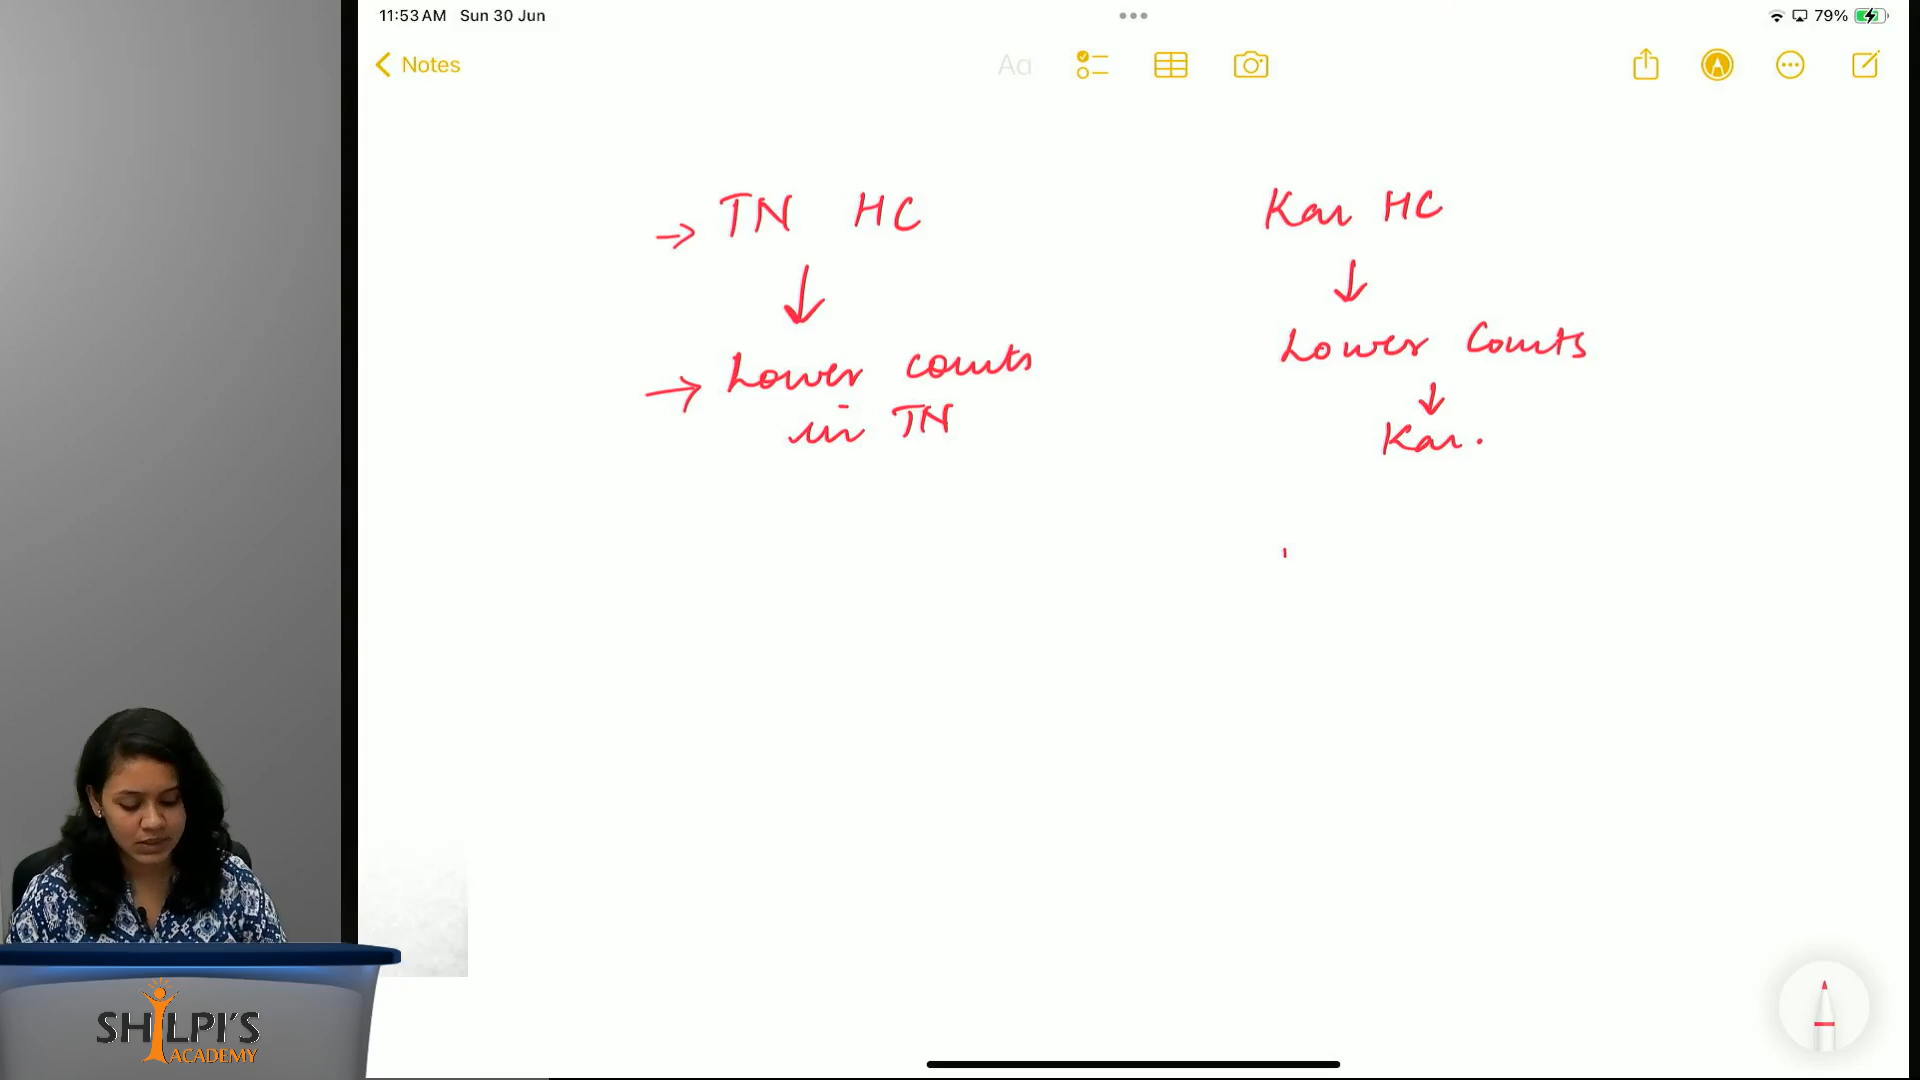 11:53 AM Sun 30 Jun
79%
Notes
Aa
TN HC
Kar HC
Lower courts
in TN
Lower Courts
Kar.
SHILPI'S
ACADEMY